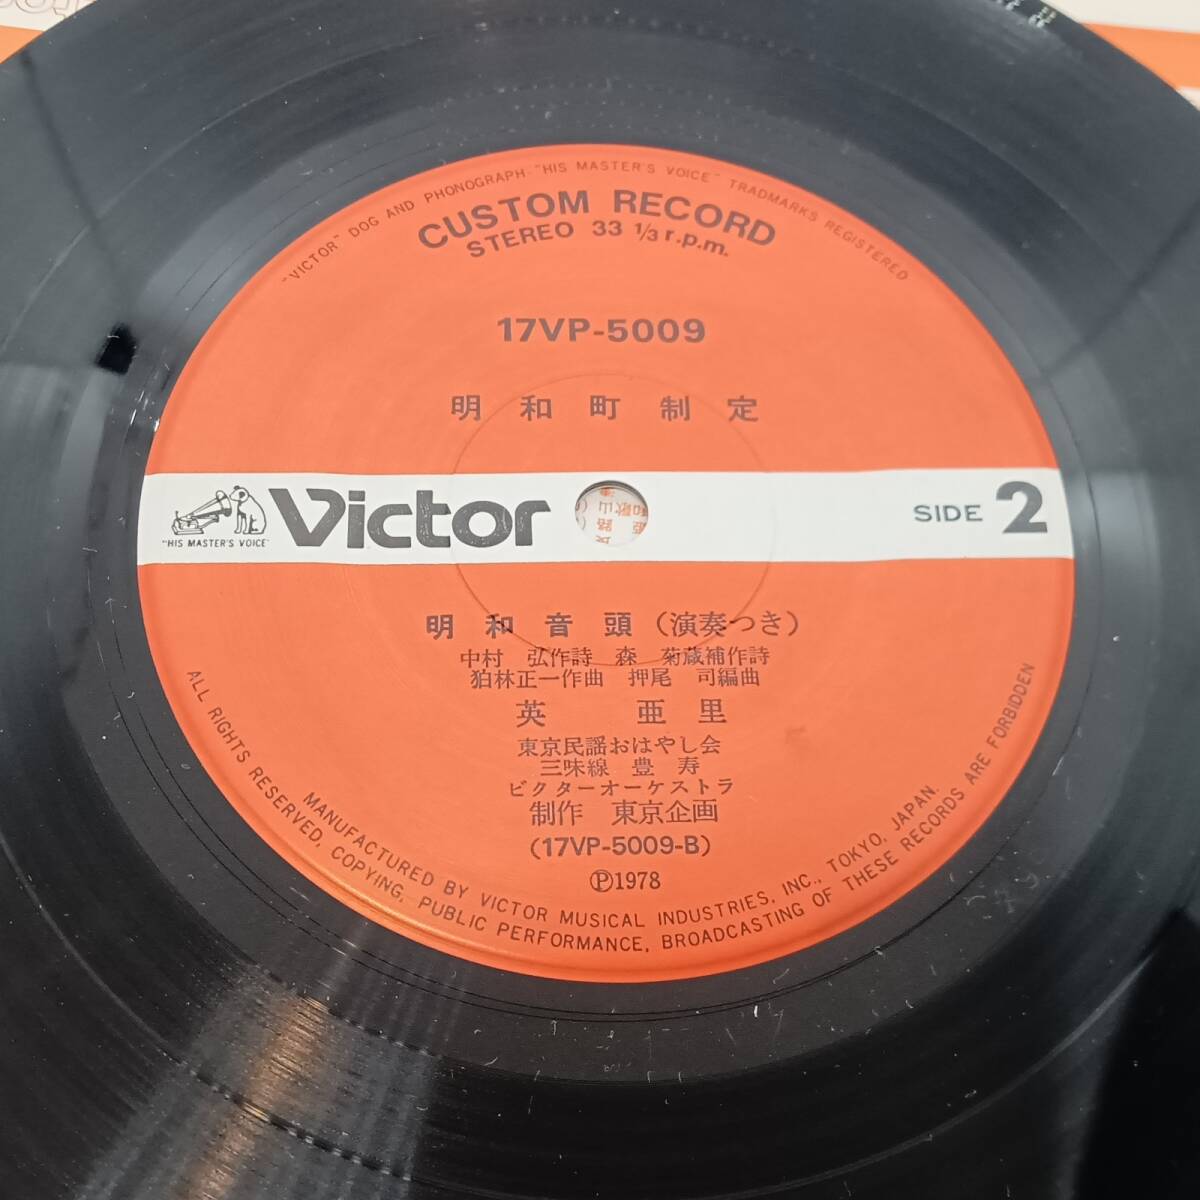 "VICTOR" DOG AND PHONOGRAPH-"HIS MASTER'S VOICE" TRADMARKS REGISTERED
CUSTOM RECORD
STEREO 33 1/3 r.p.m.
17VP-5009
明和町制定
"HIS MASTER'S VOICE"
Victor
SIDE 2
明和音頭（演奏つき）
中村 弘作詩 森 菊蔵補作詩
狛林正一作曲 押尾 司編曲
英 亜里
東京民謡おはやし会
三味線 豊 寿
ビクターオーケストラ
制作 東京企画
(17VP-5009-B)
Ⓟ1978
MANUFACTURED BY VICTOR MUSICAL INDUSTRIES, INC., TOKYO, JAPAN.
ALL RIGHTS RESERVED, COPYING, PUBLIC PERFORMANCE, BROADCASTING OF THESE RECORDS ARE FORBIDDEN